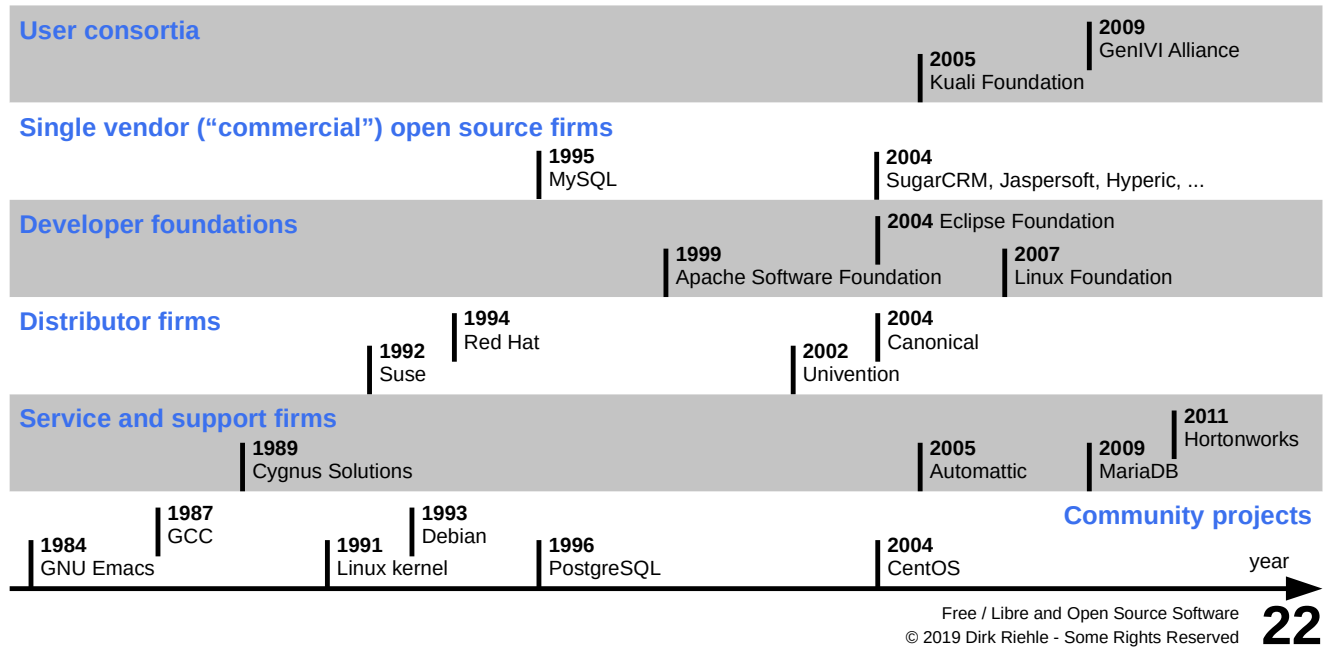 User consortia
2009
GenIVI Alliance
2005
Kuali Foundation
Single vendor (“commercial”) open source firms
1995
MySQL
2004
SugarCRM, Jaspersoft, Hyperic, ...
Developer foundations
2004 Eclipse Foundation
1999
Apache Software Foundation
2007
Linux Foundation
Distributor firms
1994
Red Hat
2004
Canonical
1992
Suse
2002
Univention
Service and support firms
2011
Hortonworks
1989
Cygnus Solutions
2005
Automattic
2009
MariaDB
Community projects
1987
GCC
1993
Debian
1984
GNU Emacs
1991
Linux kernel
1996
PostgreSQL
2004
CentOS
year
Free / Libre and Open Source Software
© 2019 Dirk Riehle - Some Rights Reserved
22